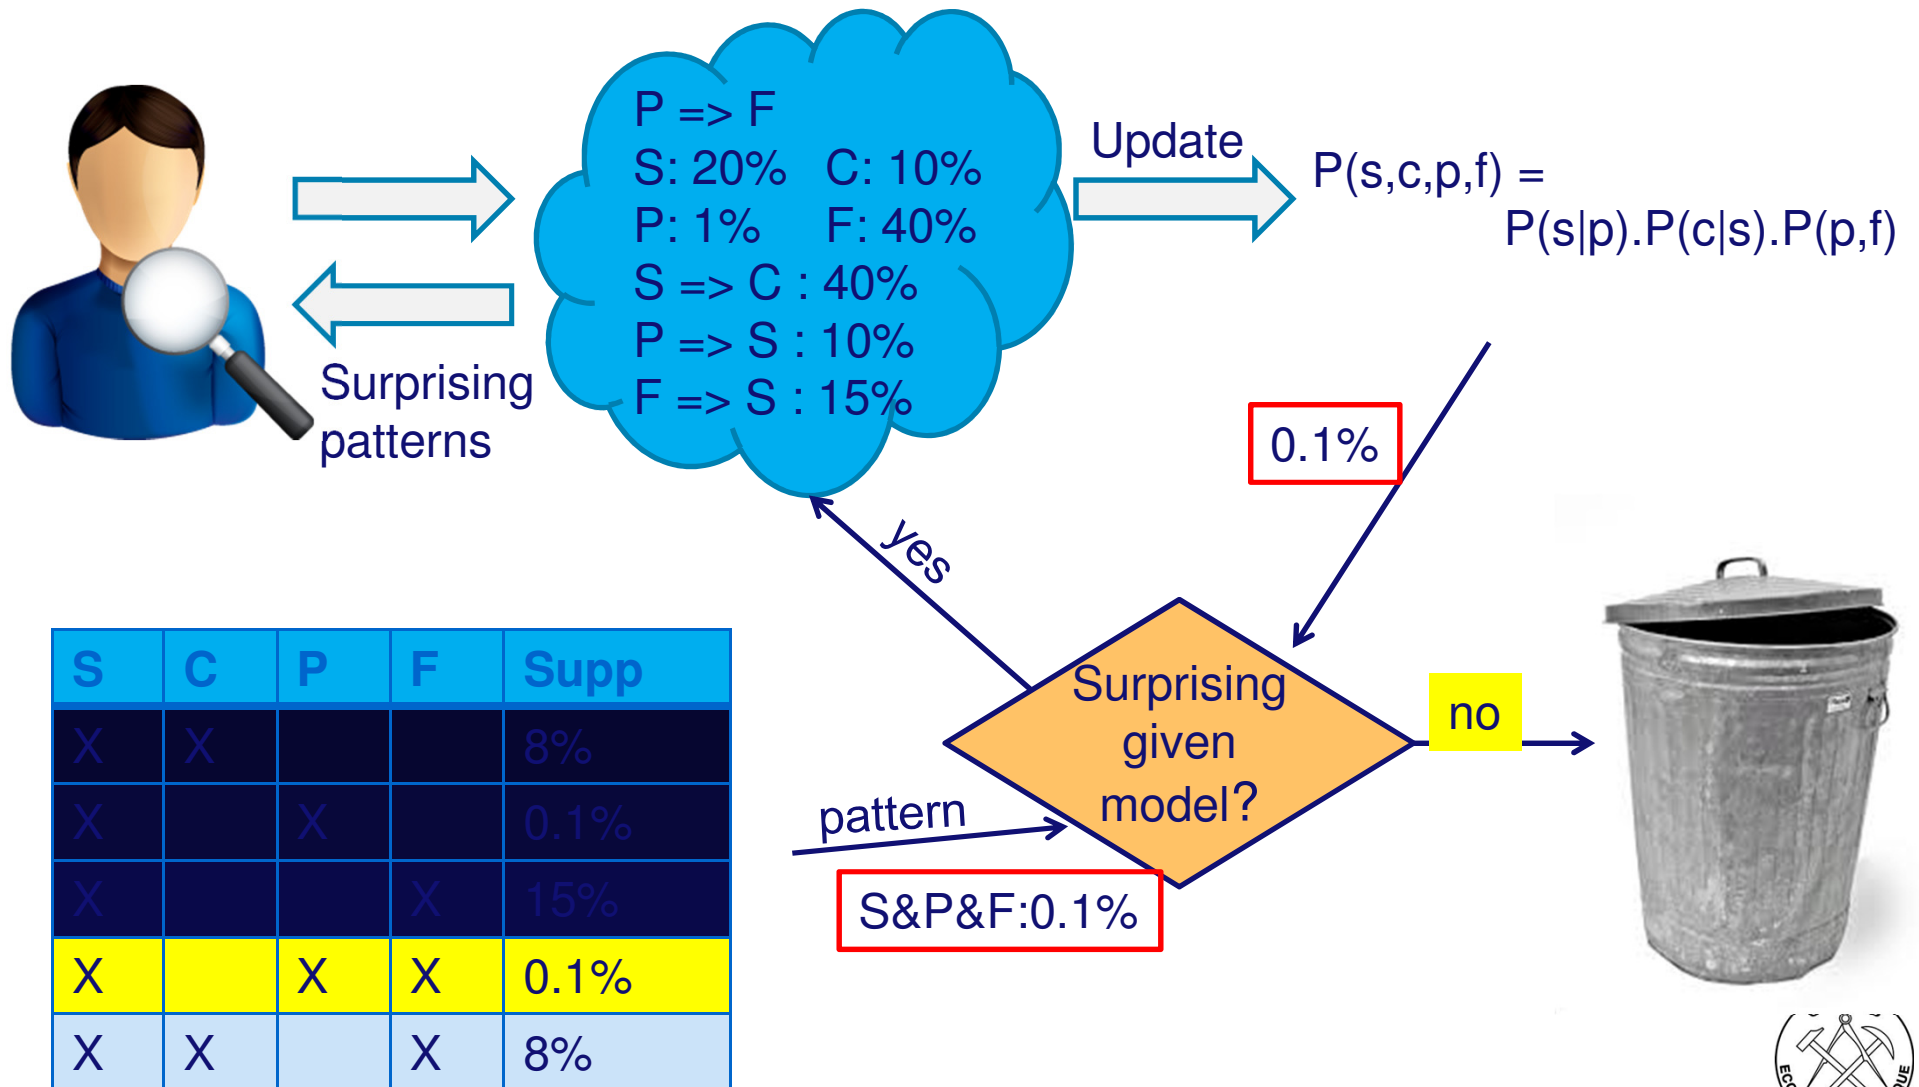 P => F
S: 20% C: 10%
P: 1% F: 40%
S => C : 40%
P => S : 10%
F => S : 15%
Update
P(s,c,p,f) =
P(s|p).P(c|s).P(p,f)
Surprising
patterns
0.1%
yes
Surprising
given
model?
no
pattern
S&P&F:0.1%
S C P F Supp
X X 8%
X X 0.1%
X X 15%
X X X 0.1%
X X X 8%